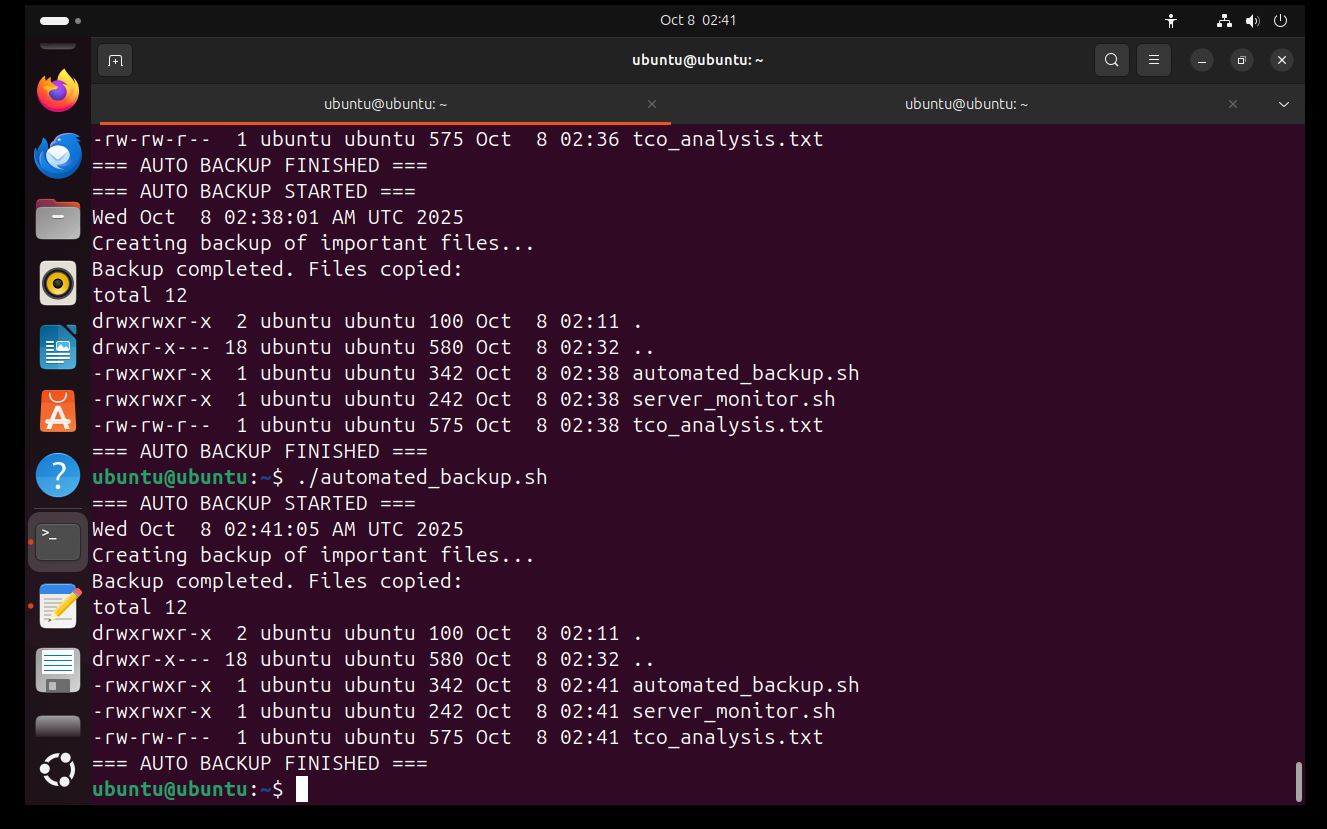 Oct 8 02:41
ubuntu@ubuntu: ~
ubuntu@ubuntu: ~
ubuntu@ubuntu: ~
-rw-rw-r--  1 ubuntu ubuntu 575 Oct  8 02:36 tco_analysis.txt
=== AUTO BACKUP FINISHED ===
=== AUTO BACKUP STARTED ===
Wed Oct  8 02:38:01 AM UTC 2025
Creating backup of important files...
Backup completed. Files copied:
total 12
drwxrwxr-x  2 ubuntu ubuntu 100 Oct  8 02:11 .
drwxr-x--- 18 ubuntu ubuntu 580 Oct  8 02:32 ..
-rwxrwxr-x  1 ubuntu ubuntu 342 Oct  8 02:38 automated_backup.sh
-rwxrwxr-x  1 ubuntu ubuntu 242 Oct  8 02:38 server_monitor.sh
-rw-rw-r--  1 ubuntu ubuntu 575 Oct  8 02:38 tco_analysis.txt
=== AUTO BACKUP FINISHED ===
ubuntu@ubuntu:~$ ./automated_backup.sh
=== AUTO BACKUP STARTED ===
Wed Oct  8 02:41:05 AM UTC 2025
Creating backup of important files...
Backup completed. Files copied:
total 12
drwxrwxr-x  2 ubuntu ubuntu 100 Oct  8 02:11 .
drwxr-x--- 18 ubuntu ubuntu 580 Oct  8 02:32 ..
-rwxrwxr-x  1 ubuntu ubuntu 342 Oct  8 02:41 automated_backup.sh
-rwxrwxr-x  1 ubuntu ubuntu 242 Oct  8 02:41 server_monitor.sh
-rw-rw-r--  1 ubuntu ubuntu 575 Oct  8 02:41 tco_analysis.txt
=== AUTO BACKUP FINISHED ===
ubuntu@ubuntu:~$